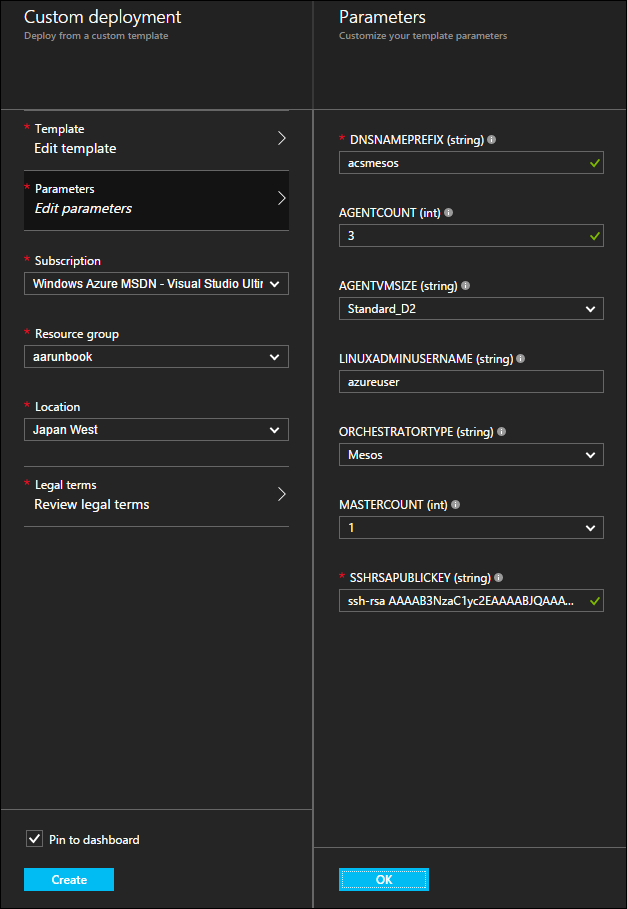 Custom deployment
Deploy from a custom template
* Template
Edit template
* Parameters
Edit parameters
* Subscription
Windows Azure MSDN - Visual Studio Ultir
* Resource group
aarunbook
* Location
Japan West
* Legal terms
Review legal terms
Pin to dashboard
Create
Parameters
Customize your template parameters
* DNSNAMEPREFIX (string)
acsmesos
AGENTCOUNT (int)
3
AGENTVMSIZE (string)
Standard_D2
LINUXADMINUSERNAME (string)
azureuser
ORCHESTRATORTYPE (string)
Mesos
MASTERCOUNT (int)
1
* SSHRSAPUBLICKEY (string)
ssh-rsa AAAAB3NzaC1yc2EAAAABJQAAA...
OK